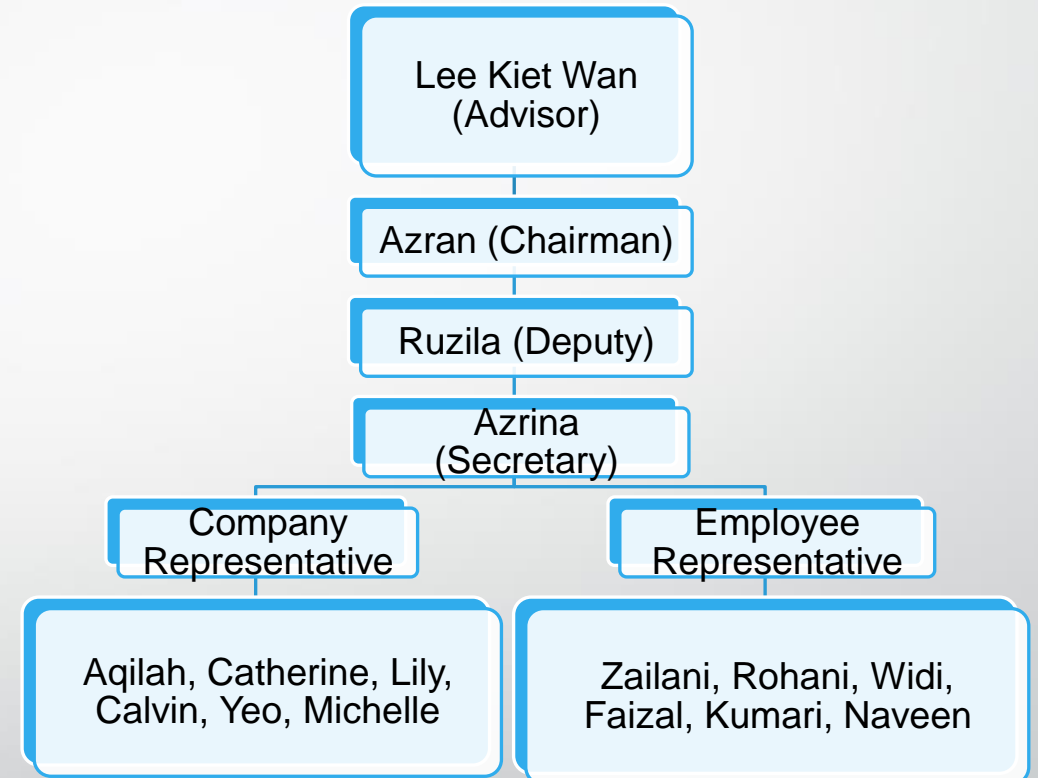 Lee Kiet Wan
(Advisor)
Azran (Chairman)
Ruzila (Deputy)
Azrina
(Secretary)
Company
Representative
Employee
Representative
Aqilah, Catherine, Lily,
Calvin, Yeo, Michelle
Zailani, Rohani, Widi,
Faizal, Kumari, Naveen